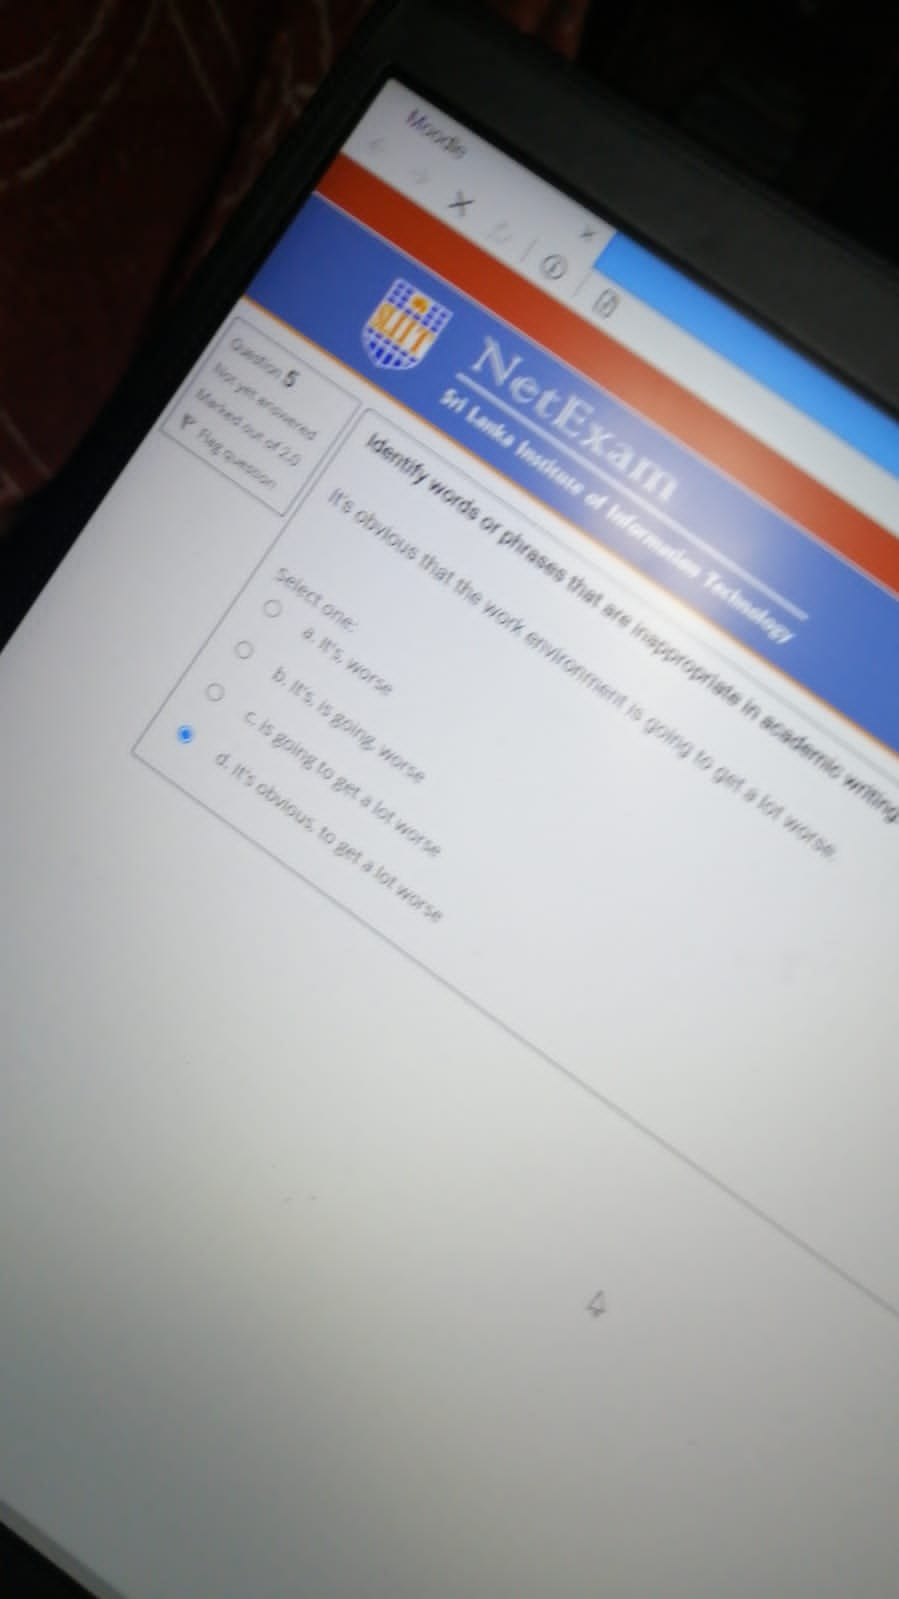 Moodle
SLIIT
NetExam
Sri Lanka Institute of Information Technology
Question 5
Not yet answered
Marked out of 2.0
Flag question
Identify words or phrases that are inappropriate in academic writing
It's obvious that the work environment is going to get a lot worse.
Select one:
a. It's, worse
b. It's, is going, worse
c. is going to get a lot worse
d. It's obvious, to get a lot worse